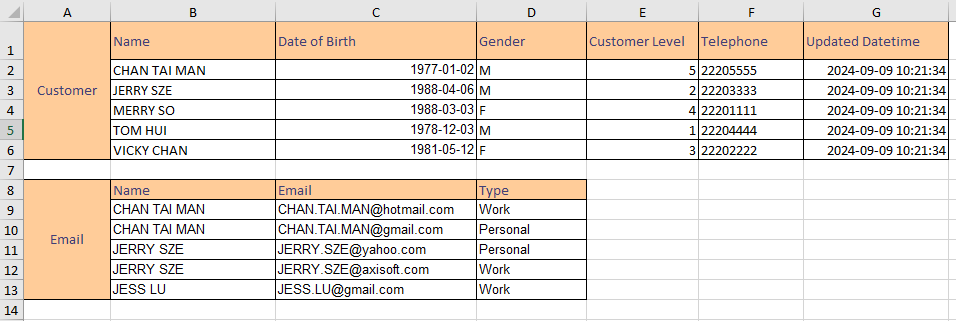 A B C D E F G
1 Name Date of Birth Gender Customer Level Telephone Updated Datetime
2 CHAN TAI MAN 1977-01-02 M 5 22205555 2024-09-09 10:21:34
3 Customer JERRY SZE 1988-04-06 M 2 22203333 2024-09-09 10:21:34
4 MERRY SO 1988-03-03 F 4 22201111 2024-09-09 10:21:34
5 TOM HUI 1978-12-03 M 1 22204444 2024-09-09 10:21:34
6 VICKY CHAN 1981-05-12 F 3 22202222 2024-09-09 10:21:34
7
8 Name Email Type
9 CHAN TAI MAN CHAN.TAI.MAN@hotmail.com Work
10 CHAN TAI MAN CHAN.TAI.MAN@gmail.com Personal
11 Email JERRY SZE JERRY.SZE@yahoo.com Personal
12 JERRY SZE JERRY.SZE@axisoft.com Work
13 JESS LU JESS.LU@gmail.com Work
14